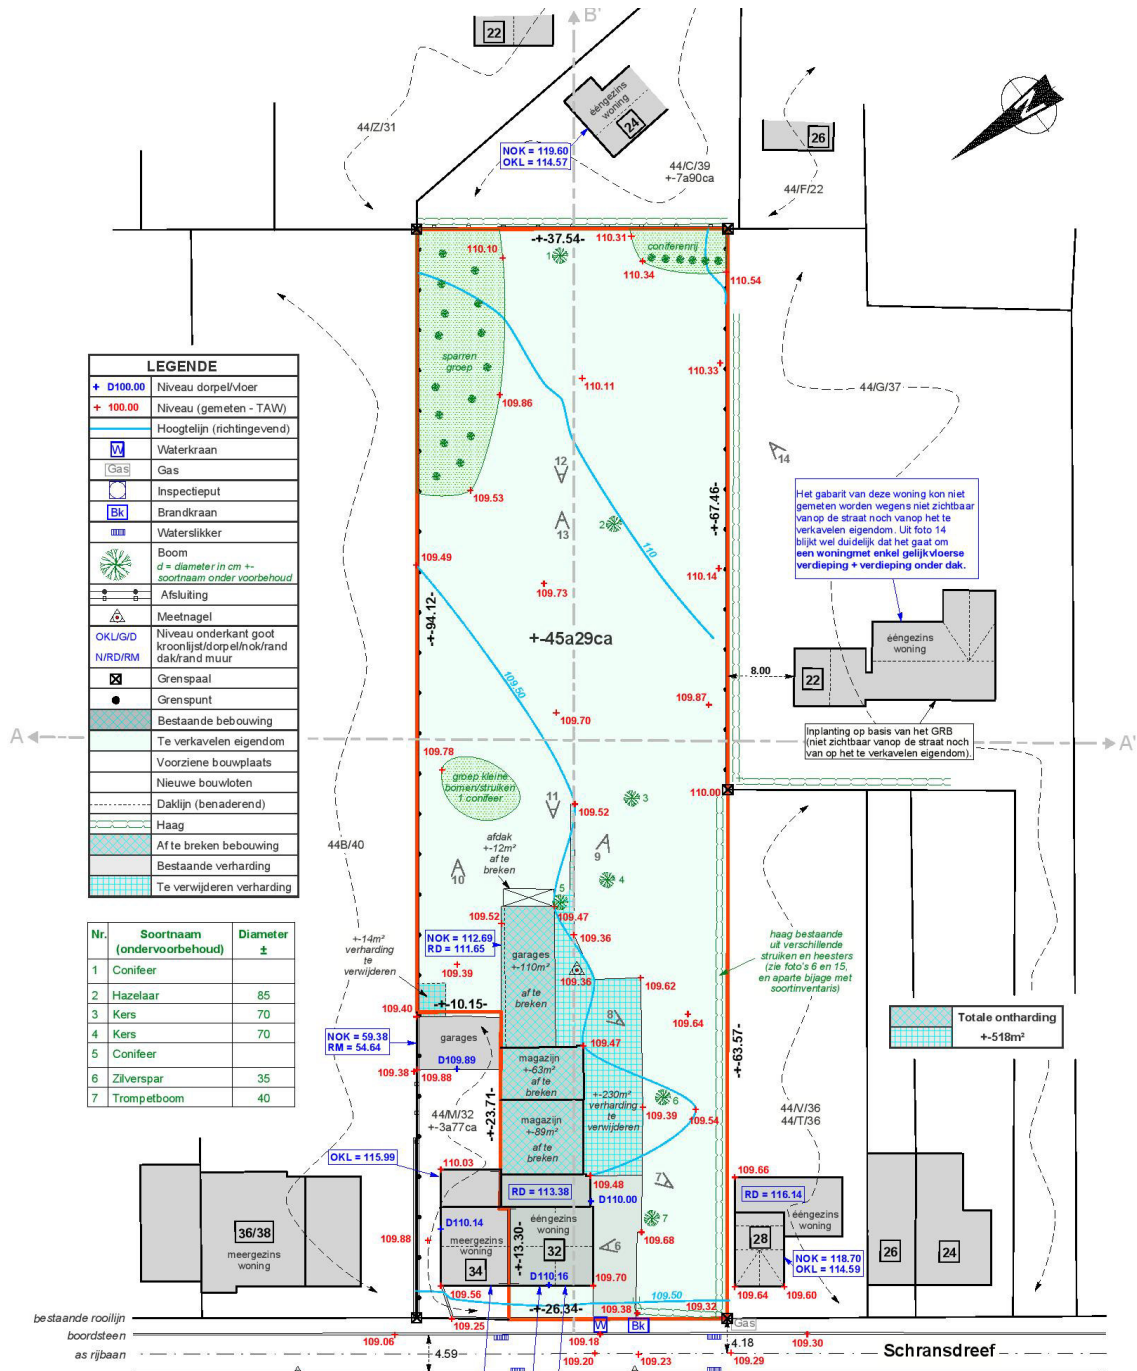 B'
22
ééngezins
woning
24
26
44/Z/31
NOK = 119.60
OKL = 114.57
44/C/39
+-7a90ca
44/F/22
-+-37.54-
110.31
coniferenrij
110.10
1
110.34
110.54
sparren
groep
110.33
110.11
44/G/37
109.86
LEGENDE
D100.00 Niveau dorpel/vloer
100.00 Niveau (gemeten - TAW)
Hoogtelijn (richtingevend)
W Waterkraan
Gas Gas
Inspectieput
Bk Brandkraan
Waterslikker
Boom
d = diameter in cm +-
soortnaam onder voorbehoud
Afsluiting
Meetnagel
OKL/G/D
N/RD/RM
Niveau onderkant goot
kroonlijst/dorpel/nok/rand
dak/rand muur
Grenspaal
Grenspunt
Bestaande bebouwing
Te verkavelen eigendom
Voorziene bouwplaats
Nieuwe bouwloten
Daklijn (benaderend)
Haag
Af te breken bebouwing
Bestaande verharding
Te verwijderen verharding
12
14
109.53
-+-67.46-
Het gabarit van deze woning kon niet
gemeten worden wegens niet zichtbaar
vanop de straat noch vanop het te
verkavelen eigendom. Uit foto 14
blijkt wel duidelijk dat het gaat om
een woningmet enkel gelijkvloerse
verdieping + verdieping onder dak.
2
13
110
109.49
110.14
109.73
-+-94.12-
+-45a29ca
ééngezins
woning
109.50
8.00
22
109.87
109.70
A
A'
Inplanting op basis van het GRB
(niet zichtbaar vanop de straat noch
van op het te verkavelen eigendom).
109.78
groep kleine
bomen/struiken
1 conifeer
110.00
11
3
109.52
afdak
+-12m²
af te
breken
44B/40
9
10
4
5
109.52
109.47
109.36
NOK = 112.69
RD = 111.65
garages
+-110m²
af te
breken
haag bestaande
uit verschillende
struiken en heesters
(zie foto's 6 en 15,
en aparte bijage met
soortinventaris)
+-14m²
verharding
te
verwijderen
109.39
109.36
109.62
Nr. Soortnaam (ondervoorbehoud) Diameter ±
1 Conifeer
2 Hazelaar 85
3 Kers 70
4 Kers 70
5 Conifeer
6 Zilverspar 35
7 Trompetboom 40
-+-10.15-
109.40
8
109.64
Totale ontharding
+-518m²
NOK = 59.38
RM = 54.64
garages
D109.89
109.47
109.38
109.88
magazijn
+-63m²
af te
breken
-+-63.57-
+-230m²
verharding
te
verwijderen
6
109.39
109.54
44/M/32
+-3a77ca
-+-23.71-
magazijn
+-89m²
af te
breken
44/V/36
44/T/36
OKL = 115.99
110.03
109.48
7
109.66
RD = 113.38
D110.00
RD = 116.14
7
ééngezins
woning
36/38
meergezins
woning
D110.14
109.88
meergezins
woning
34
-+-13.30-
ééngezins
woning
32
6
109.68
28
26
24
NOK = 118.70
OKL = 114.59
D110.16
109.56
109.70
109.64
109.60
109.50
-+-26.34-
109.38
109.32
bestaande rooilijn
109.25
W
Bk
Gas
boordsteen
109.06
109.18
109.30
as rijbaan
4.59
109.20
109.23
4.18
109.29
Schransdreef